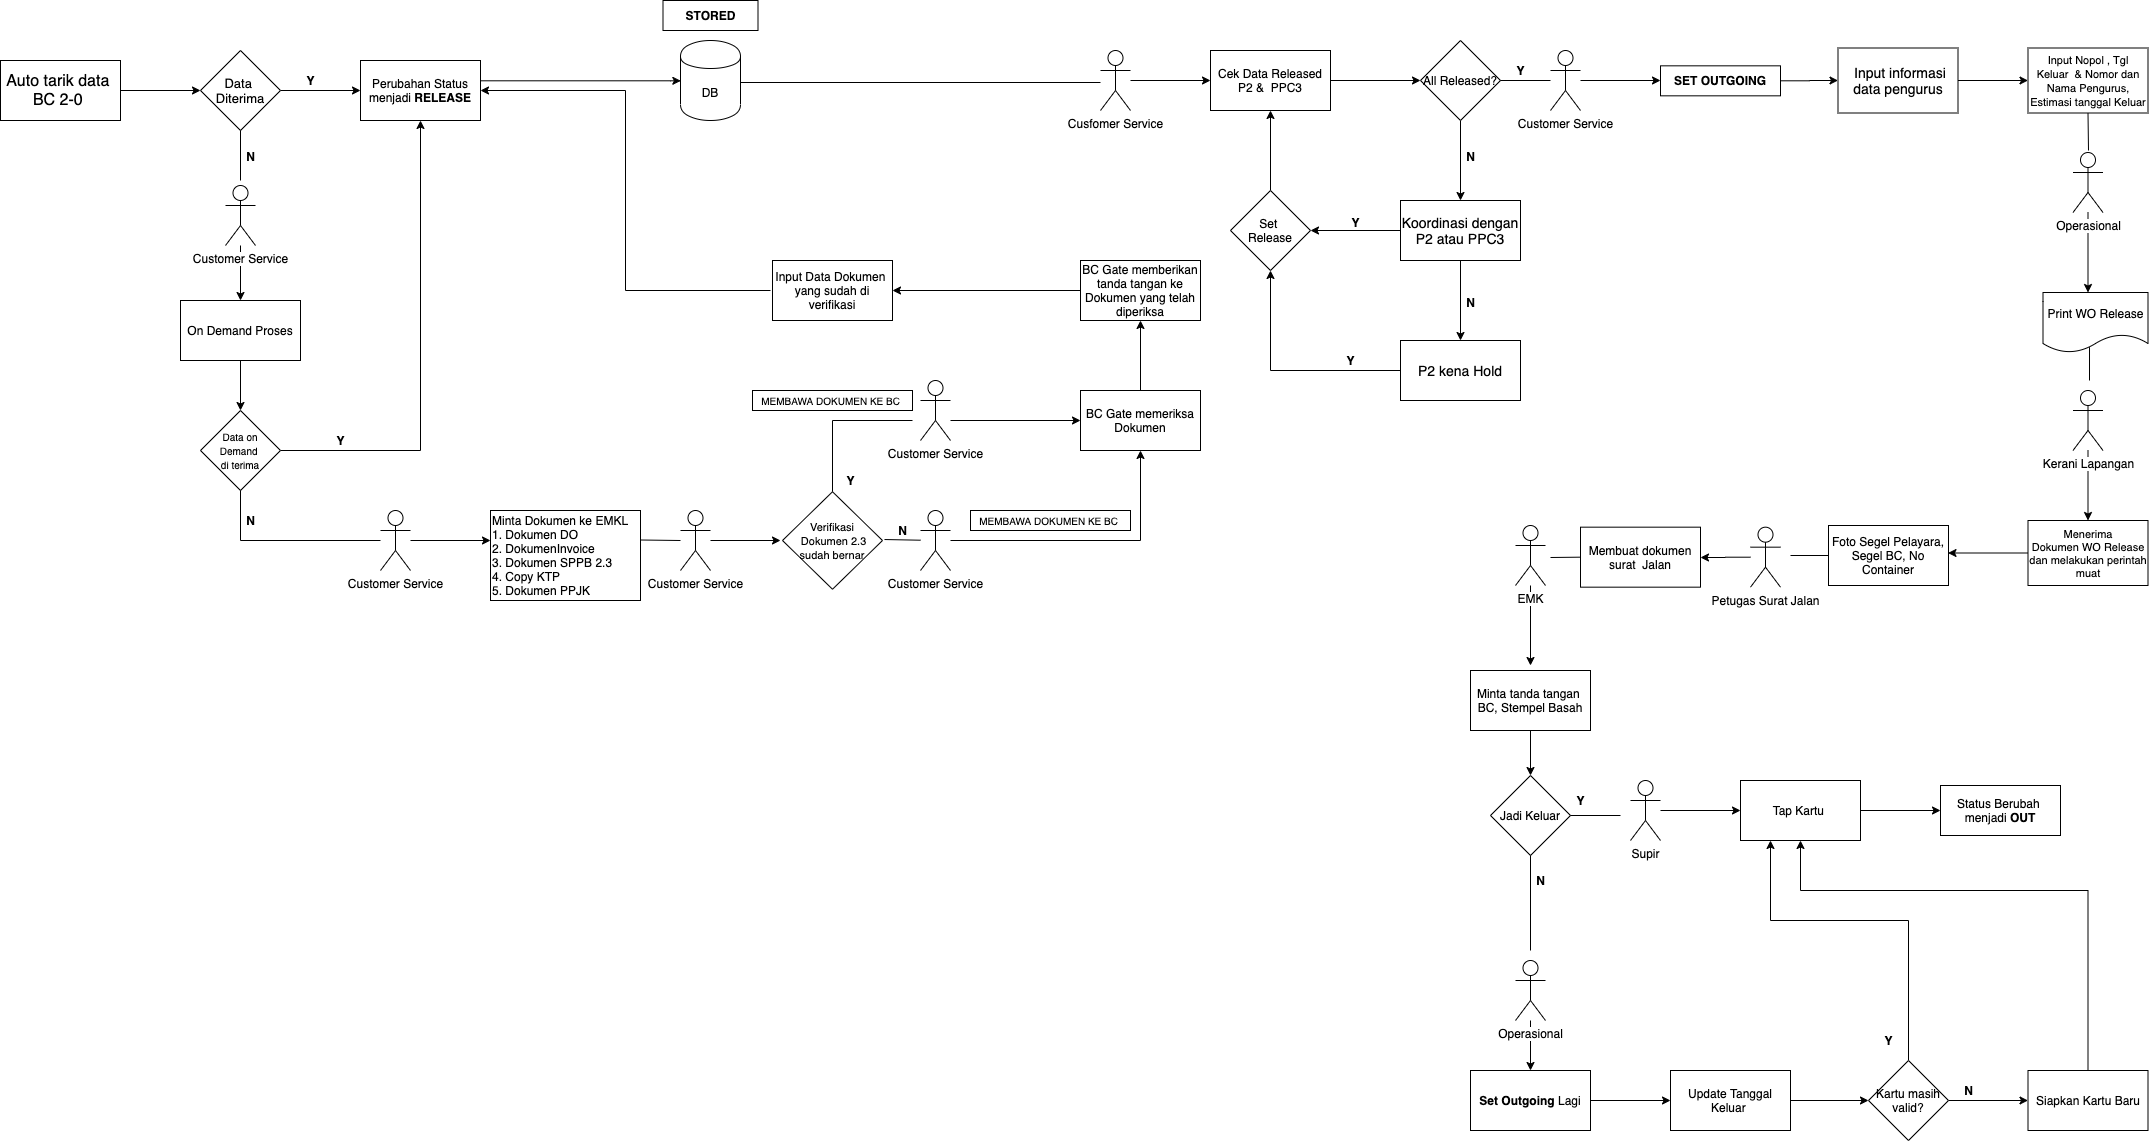 STORED
Auto tarik data
BC 2-0
Data
Diterima
Y
Perubahan Status
menjadi RELEASE
DB
Cusfomer Service
Cek Data Released
P2 & PPC3
All Released?
Y
Customer Service
SET OUTGOING
Input informasi
data pengurus
Input Nopol , Tgl
Keluar & Nomor dan
Nama Pengurus,
Estimasi tanggal Keluar
N
Customer Service
On Demand Proses
Data on
Demand
di terima
Y
N
Customer Service
Minta Dokumen ke EMKL
1. Dokumen DO
2. DokumenInvoice
3. Dokumen SPPB 2.3
4. Copy KTP
5. Dokumen PPJK
Customer Service
Verifikasi
Dokumen 2.3
sudah bernar
Y
MEMBAWA DOKUMEN KE BC
Customer Service
N
Customer Service
MEMBAWA DOKUMEN KE BC
BC Gate memeriksa
Dokumen
BC Gate memberikan
tanda tangan ke
Dokumen yang telah
diperiksa
Input Data Dokumen
yang sudah di
verifikasi
N
Koordinasi dengan
P2 atau PPC3
Y
Set
Release
N
P2 kena Hold
Y
Operasional
Print WO Release
Kerani Lapangan
Menerima
Dokumen WO Release
dan melakukan perintah
muat
Foto Segel Pelayara,
Segel BC, No
Container
Petugas Surat Jalan
Membuat dokumen
surat Jalan
EMK
Minta tanda tangan
BC, Stempel Basah
Jadi Keluar
Y
Supir
Tap Kartu
Status Berubah
menjadi OUT
N
Operasional
Set Outgoing Lagi
Update Tanggal
Keluar
Kartu masih
valid?
Y
N
Siapkan Kartu Baru